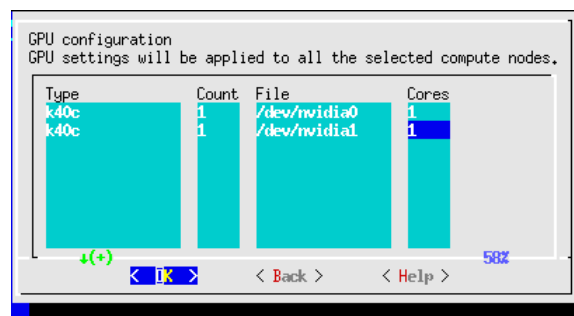 GPU configuration
GPU settings will be applied to all the selected compute nodes.
Type Count File Cores
k40c 1 /dev/nvidia0 1
k40c 1 /dev/nvidia1 1
↓(+) 58%
< OK > < Back > < Help >